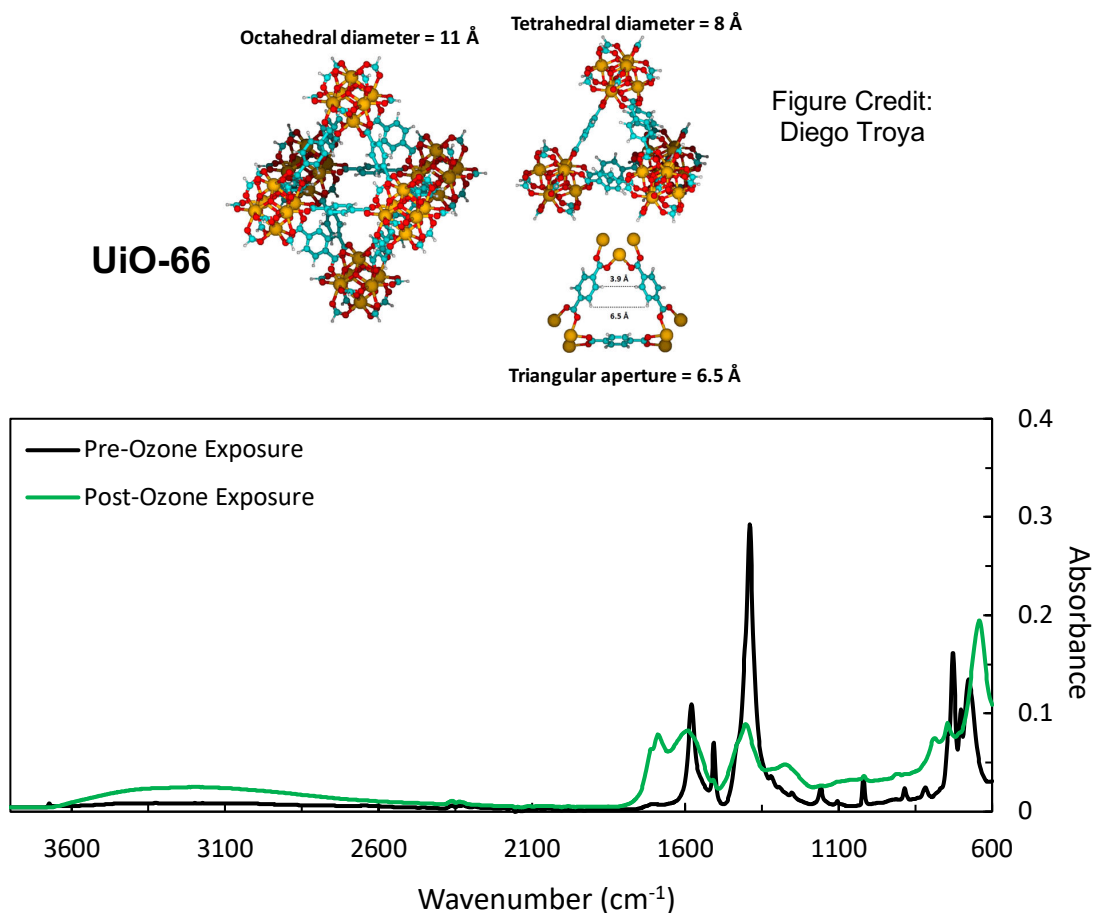 Octahedral diameter = 11 Å
Tetrahedral diameter = 8 Å
Figure Credit:
Diego Troya
UiO-66
3.9 Å
6.5 Å
Triangular aperture = 6.5 Å
Pre-Ozone Exposure
Post-Ozone Exposure
0.4
0.3
0.2
0.1
0
Absorbance
3600 3100 2600 2100 1600 1100 600
Wavenumber (cm⁻¹)